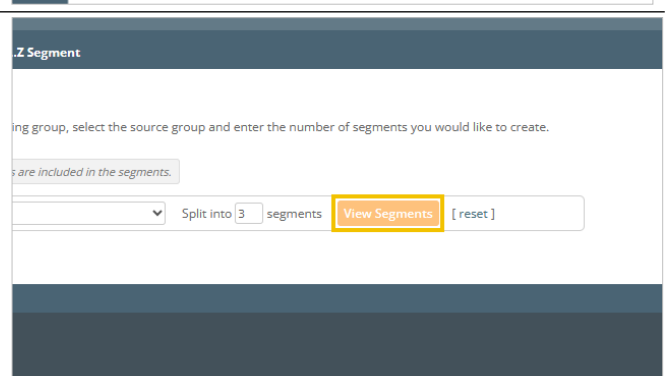 .Z Segment
ing group, select the source group and enter the number of segments you would like to create.
s are included in the segments.
Split into 3 segments View Segments [ reset ]